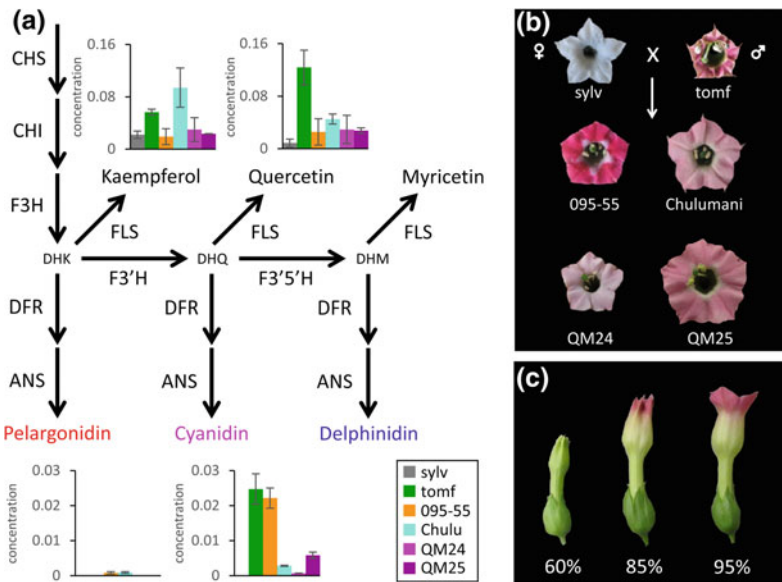 (a)
CHS
CHI
F3H
0.16
0.08
0
concentration
0.16
0.08
0
concentration
Kaempferol
Quercetin
Myricetin
FLS
FLS
FLS
DHK
DHQ
DHM
F3'H
F3'5'H
DFR
DFR
DFR
ANS
ANS
ANS
Pelargonidin
Cyanidin
Delphinidin
0.03
0.02
0.01
0
concentration
0.03
0.02
0.01
0
concentration
sylv
tomf
095-55
Chulu
QM24
QM25
(b)
♀
X
♂
sylv
tomf
095-55
Chulumani
QM24
QM25
(c)
60%
85%
95%